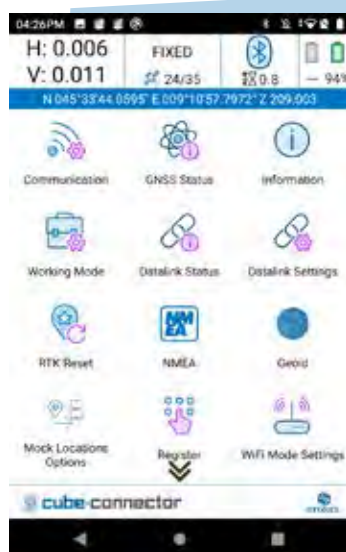 04:26PM
H: 0.006
V: 0.011
FIXED
24/35
0.8
94%
N 045°33'44.0595" E 009°10'57.7972" Z 209.003
Communication
GNSS Status
Information
Working Mode
Datalink Status
Datalink Settings
RTK Reset
NMEA
Geoid
Mock Locations
Options
Register
WiFi Mode Settings
cube-connector